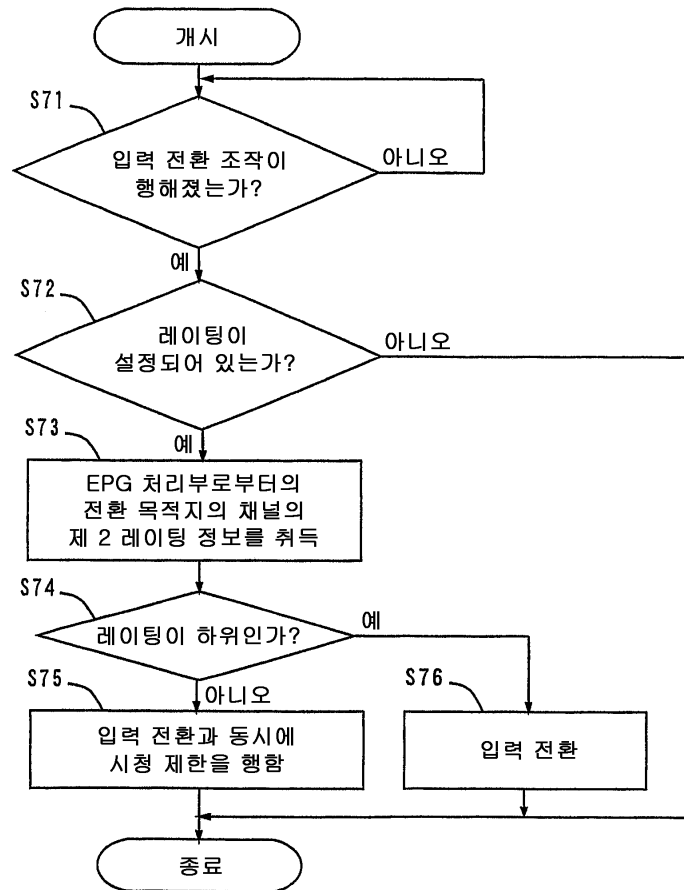 개시
S71
입력 전환 조작이
행해졌는가?
아니오
예
S72
레이팅이
설정되어 있는가?
아니오
예
S73
EPG 처리부로부터의
전환 목적지의 채널의
제 2 레이팅 정보를 취득
S74
레이팅이 하위인가?
예
아니오
S75
입력 전환과 동시에
시청 제한을 행함
S76
입력 전환
종료